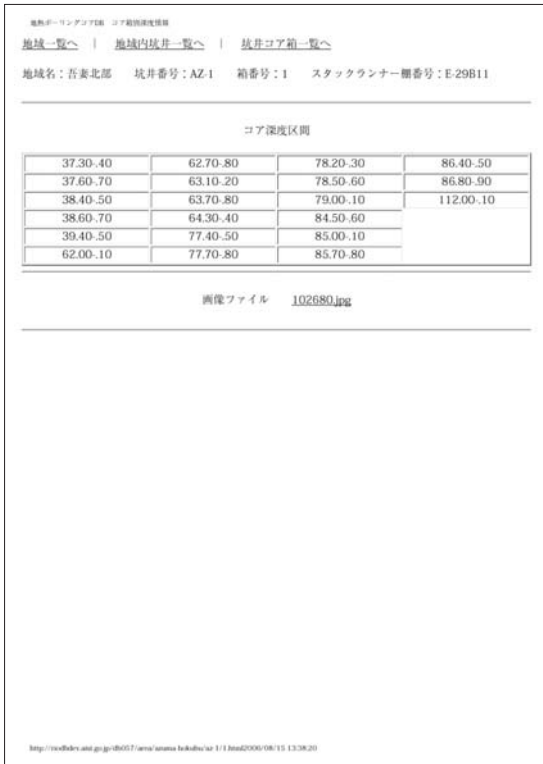 地熱ボーリングコアDB コア箱別深度情報
地域一覧へ | 地域内坑井一覧へ | 坑井コア箱一覧へ
地域名:吾妻北部 坑井番号:AZ-1 箱番号:1 スタックランナー棚番号:E-29B11
コア深度区間
37.30-.40 62.70-.80 78.20-.30 86.40-.50
37.60-.70 63.10-.20 78.50-.60 86.80-.90
38.40-.50 63.70-.80 79.00-.10 112.00-.10
38.60-.70 64.30-.40 84.50-.60
39.40-.50 77.40-.50 85.00-.10
62.00-.10 77.70-.80 85.70-.80
画像ファイル 102680.jpg
2006/08/15 13:38:20